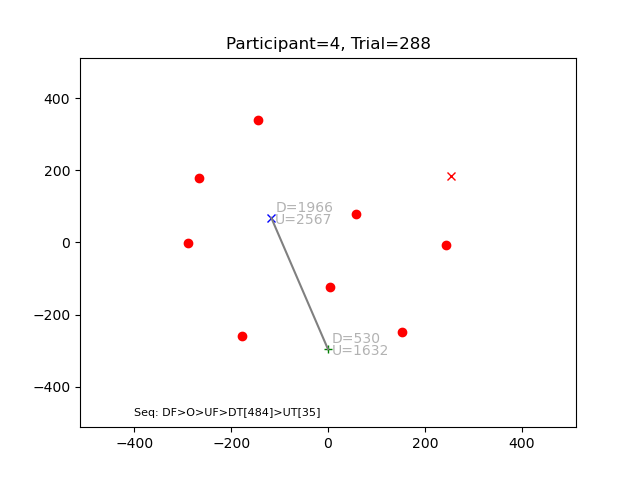 Participant=4, Trial=288
400
200
0
−200
−400
D=1966
U=2567
D=530
U=1632
Seq: DF>O>UF>DT[484]>UT[35]
−400
−200
0
200
400